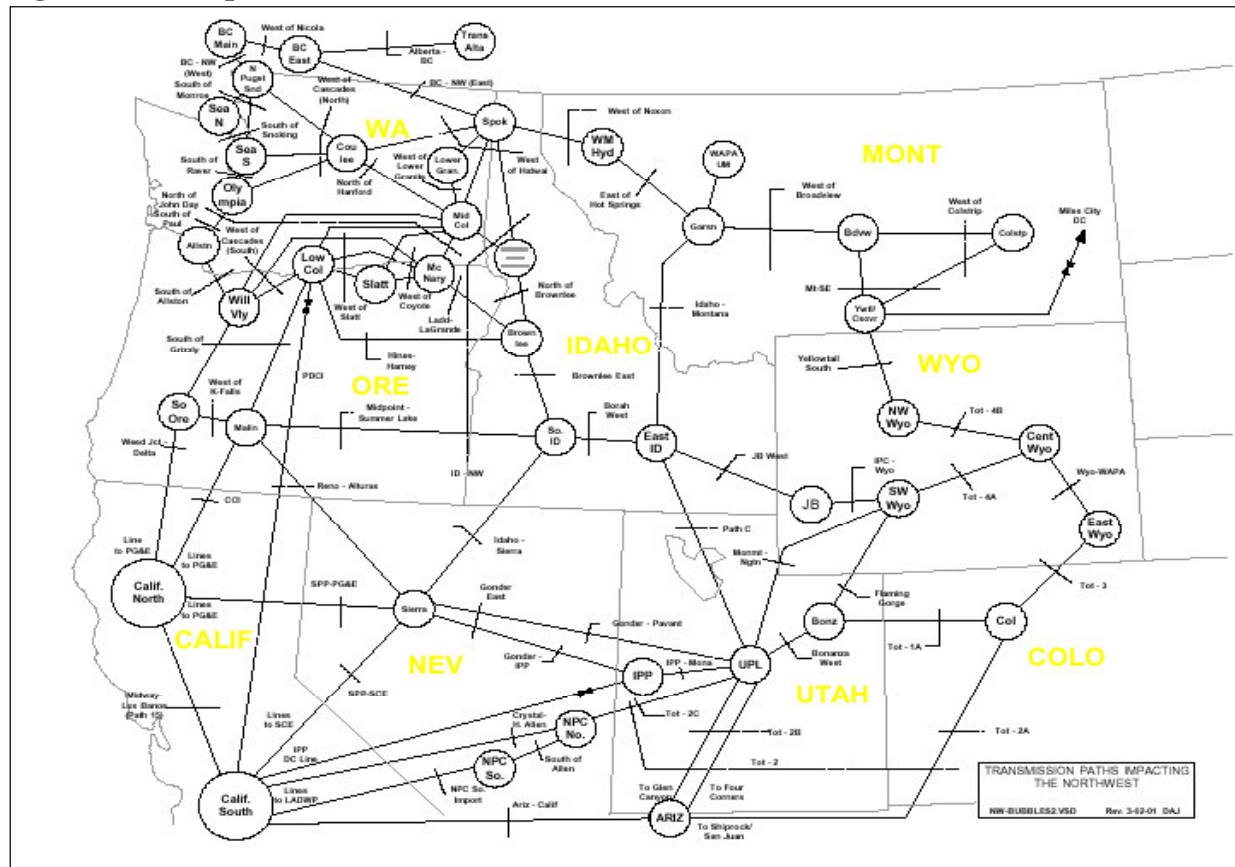 BC
Main
West of Nicola
BC
East
Trans
Alta
Alberta -
BC
BC - NW
(West)
N
Puget
Snd
South of
Monroe
West of
Cascades
(North)
BC - NW (East)
Sea
N
South of
Snoking
WA
Spok
West of Noxon
WM
Hyd
WAPA
UM
MONT
Sea
S
Cou
lee
West of
Lower
Granite
Lower
Gran.
West
of Hatwai
South of
Raver
North of
Hanford
East of
Hot Springs
West of
Broadview
West of
Colstrip
Miles City
DC
Oly
mpia
North of
John Day
South of
Paul
Mid
Col
Garsn
Bdvw
Colstp
Allstn
West of
Cascades
(South)
Low
Col
Slatt
Mc
Nary
Mt-SE
South of
Allston
Will
Vly
West of
Slatt
West of
Coyote
Ladd-
LaGrande
North of
Brownlee
Idaho -
Montana
Brown
lee
IDAHO
WYO
South of
Grizzly
PDCI
Hines-
Harney
ORE
Brownlee East
Yellowtail
South
NW
Wyo
Tot - 4B
Cent
Wyo
So
Ore
West of
K-Falls
Malin
Midpoint -
Summer Lake
So.
ID
Borah
West
East
ID
JB West
IPC -
Wyo
Weed Jct -
Delta
ID - NW
JB
SW
Wyo
Tot - 4A
Wyo-WAPA
COI
Reno - Alturas
East
Wyo
Path C
Line
to PG&E
Lines
to PG&E
Idaho -
Sierra
Tot - 3
Calif.
North
Lines
to PG&E
SPP-PG&E
Sierra
Gonder
East
Flaming
Gorge
CALIF
NEV
Gonder - Pavant
Bonz
Col
Gonder -
IPP
Bonanza
West
Tot - 1A
COLO
IPP
IPP - Mona
UPL
UTAH
Midway-
Los Banos
(Path 15)
SPP-SCE
Lines
to SCE
Crystal-
H. Allen
NPC
No.
Tot - 2C
Tot - 2B
Tot - 2A
IPP
DC Line
South of
Allen
Tot - 2
NPC
So.
Lines
to LADWP
NPC So.
Import
Calif.
South
Ariz - Calif
To Glen
Canyon
To Four
Corners
ARIZ
To Shiprock/
San Juan
TRANSMISSION PATHS IMPACTING
THE NORTHWEST
NW-BUBBLES2.VSD Rev. 3-02-01 DAJ